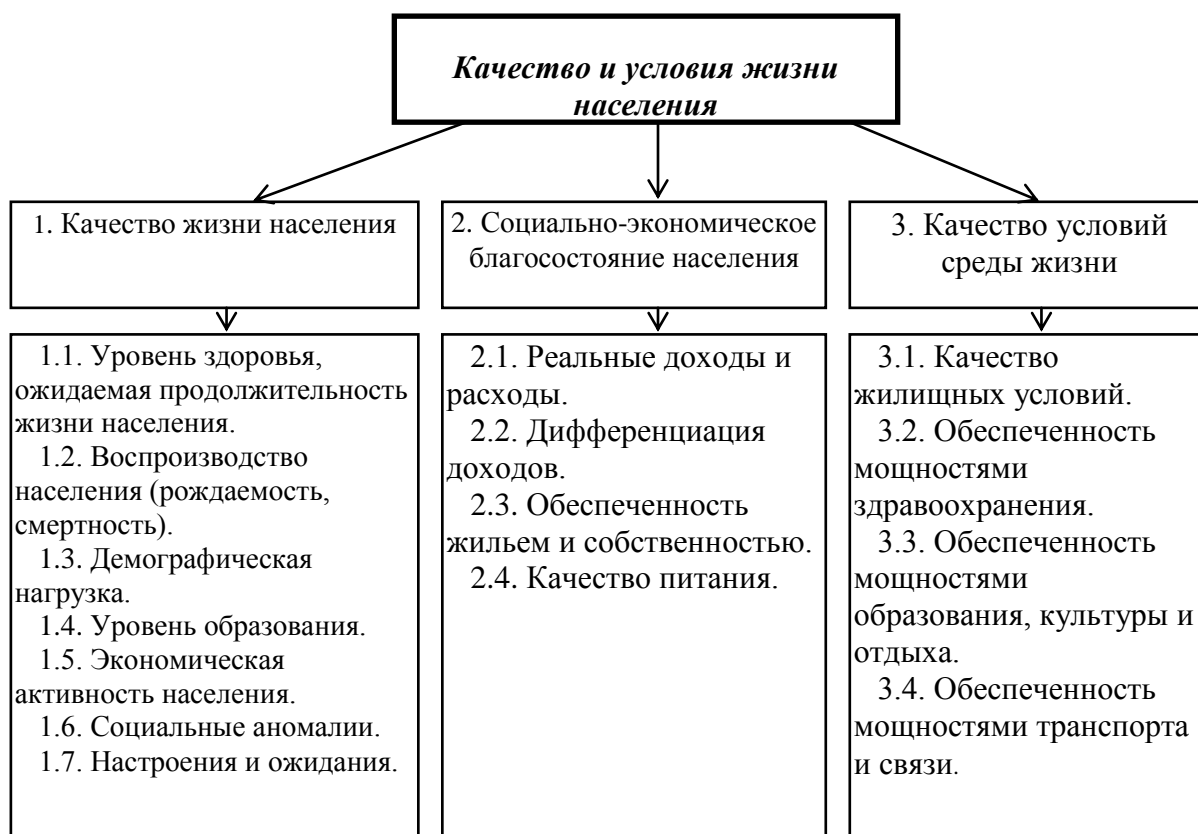 Качество и условия жизни
населения
1. Качество жизни населения
2. Социально-экономическое
благосостояние населения
3. Качество условий
среды жизни
1.1. Уровень здоровья,
ожидаемая продолжительность
жизни населения.
1.2. Воспроизводство
населения (рождаемость,
смертность).
1.3. Демографическая
нагрузка.
1.4. Уровень образования.
1.5. Экономическая
активность населения.
1.6. Социальные аномалии.
1.7. Настроения и ожидания.
2.1. Реальные доходы и
расходы.
2.2. Дифференциация
доходов.
2.3. Обеспеченность
жильем и собственностью.
2.4. Качество питания.
3.1. Качество
жилищных условий.
3.2. Обеспеченность
мощностями
здравоохранения.
3.3. Обеспеченность
мощностями
образования, культуры и
отдыха.
3.4. Обеспеченность
мощностями транспорта
и связи.